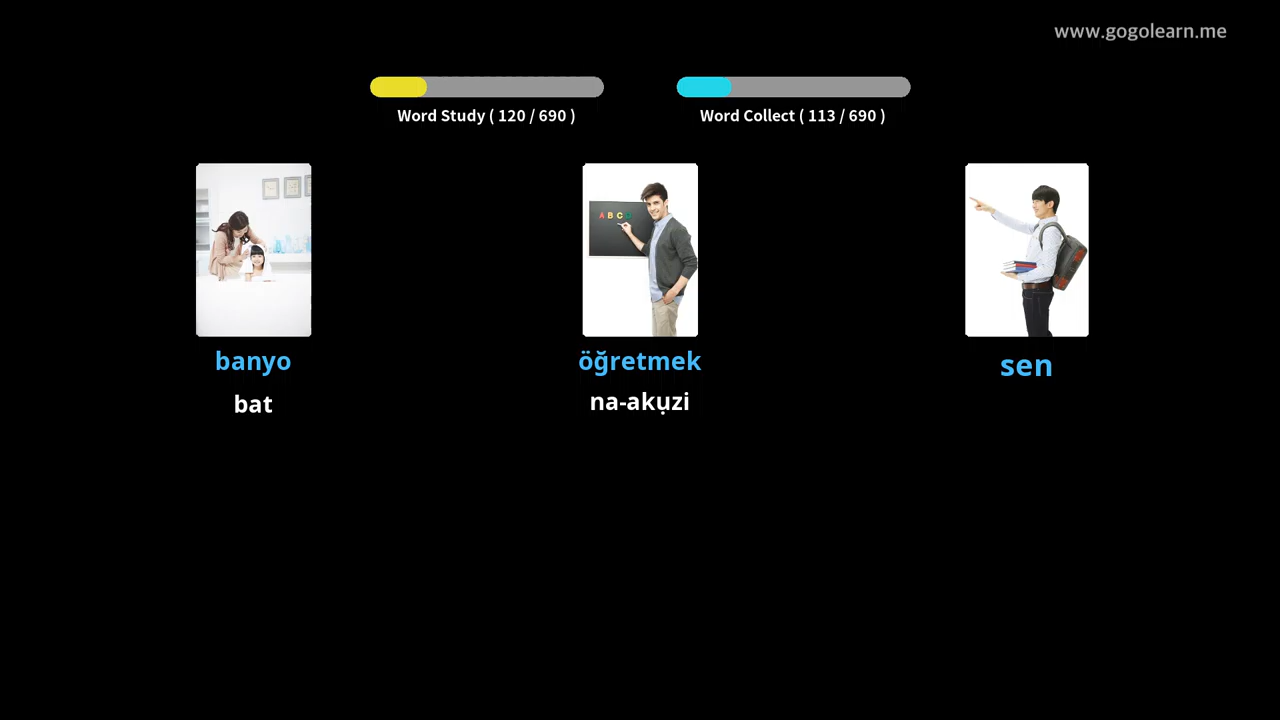 www.gogolearn.me
Word Study ( 120 / 690 )
Word Collect ( 113 / 690 )
A B C
banyo
öğretmek
sen
bat
na-akụzi